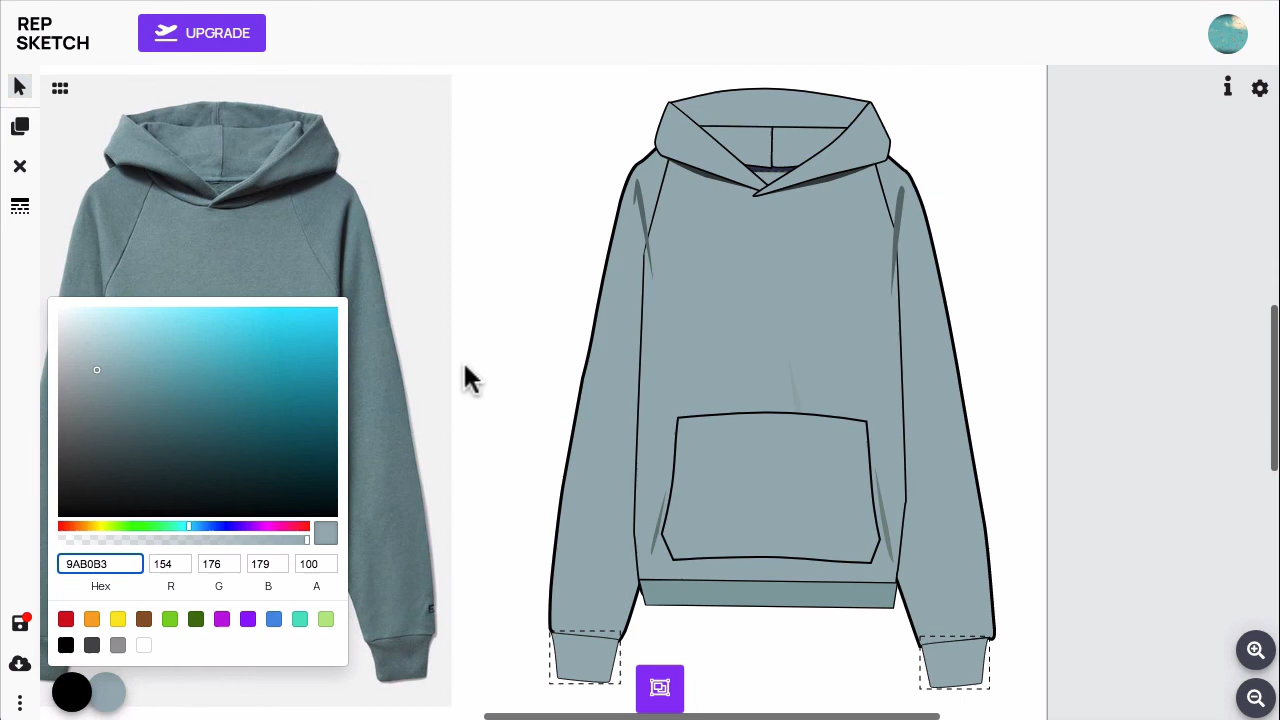 REP
SKETCH
UPGRADE
9AB0B3
154
176
179
100
Hex
R
G
B
A